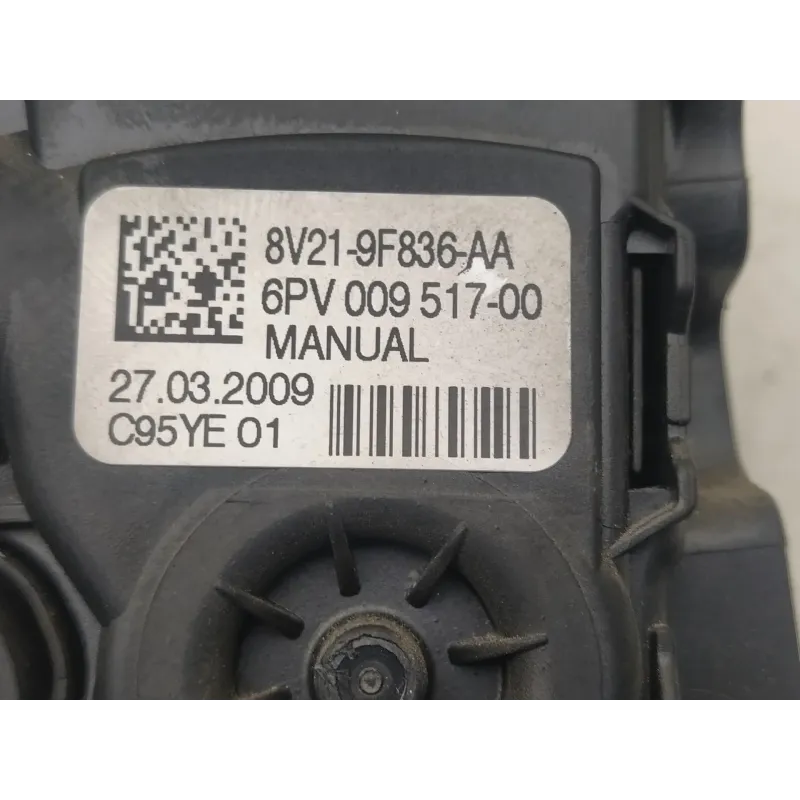 8V21-9F836-AA
6PV 009 517-00
MANUAL
27.03.2009
C95YE 01